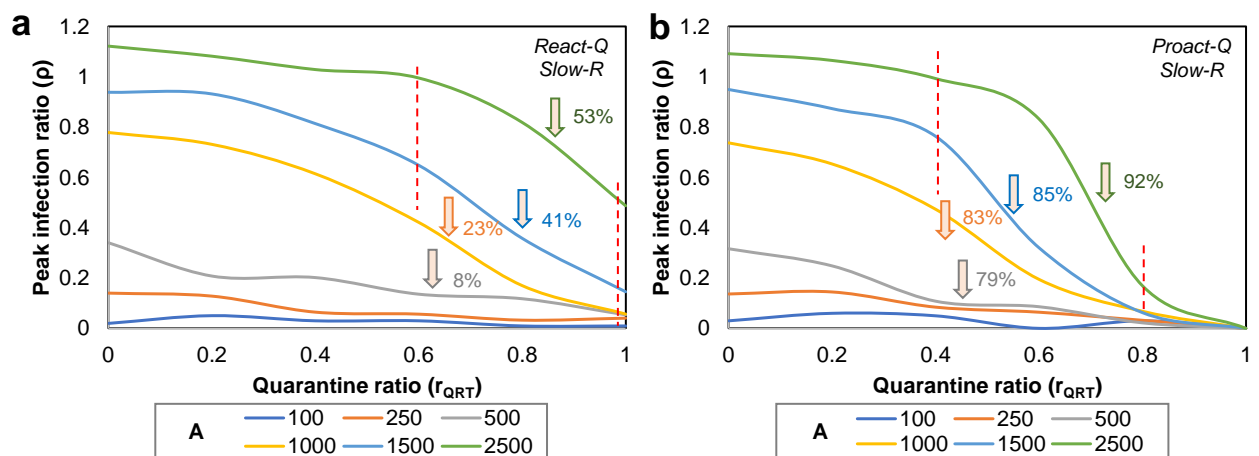 a
React-Q
Slow-R
Peak infection ratio (ρ)
1.2
1
0.8
0.6
0.4
0.2
0
53%
41%
23%
8%
0 0.2 0.4 0.6 0.8 1
Quarantine ratio (rQRT)
A
100 250 500
1000 1500 2500
b
Proact-Q
Slow-R
Peak infection ratio (ρ)
1.2
1
0.8
0.6
0.4
0.2
0
92%
85%
83%
79%
0 0.2 0.4 0.6 0.8 1
Quarantine ratio (rQRT)
A
100 250 500
1000 1500 2500